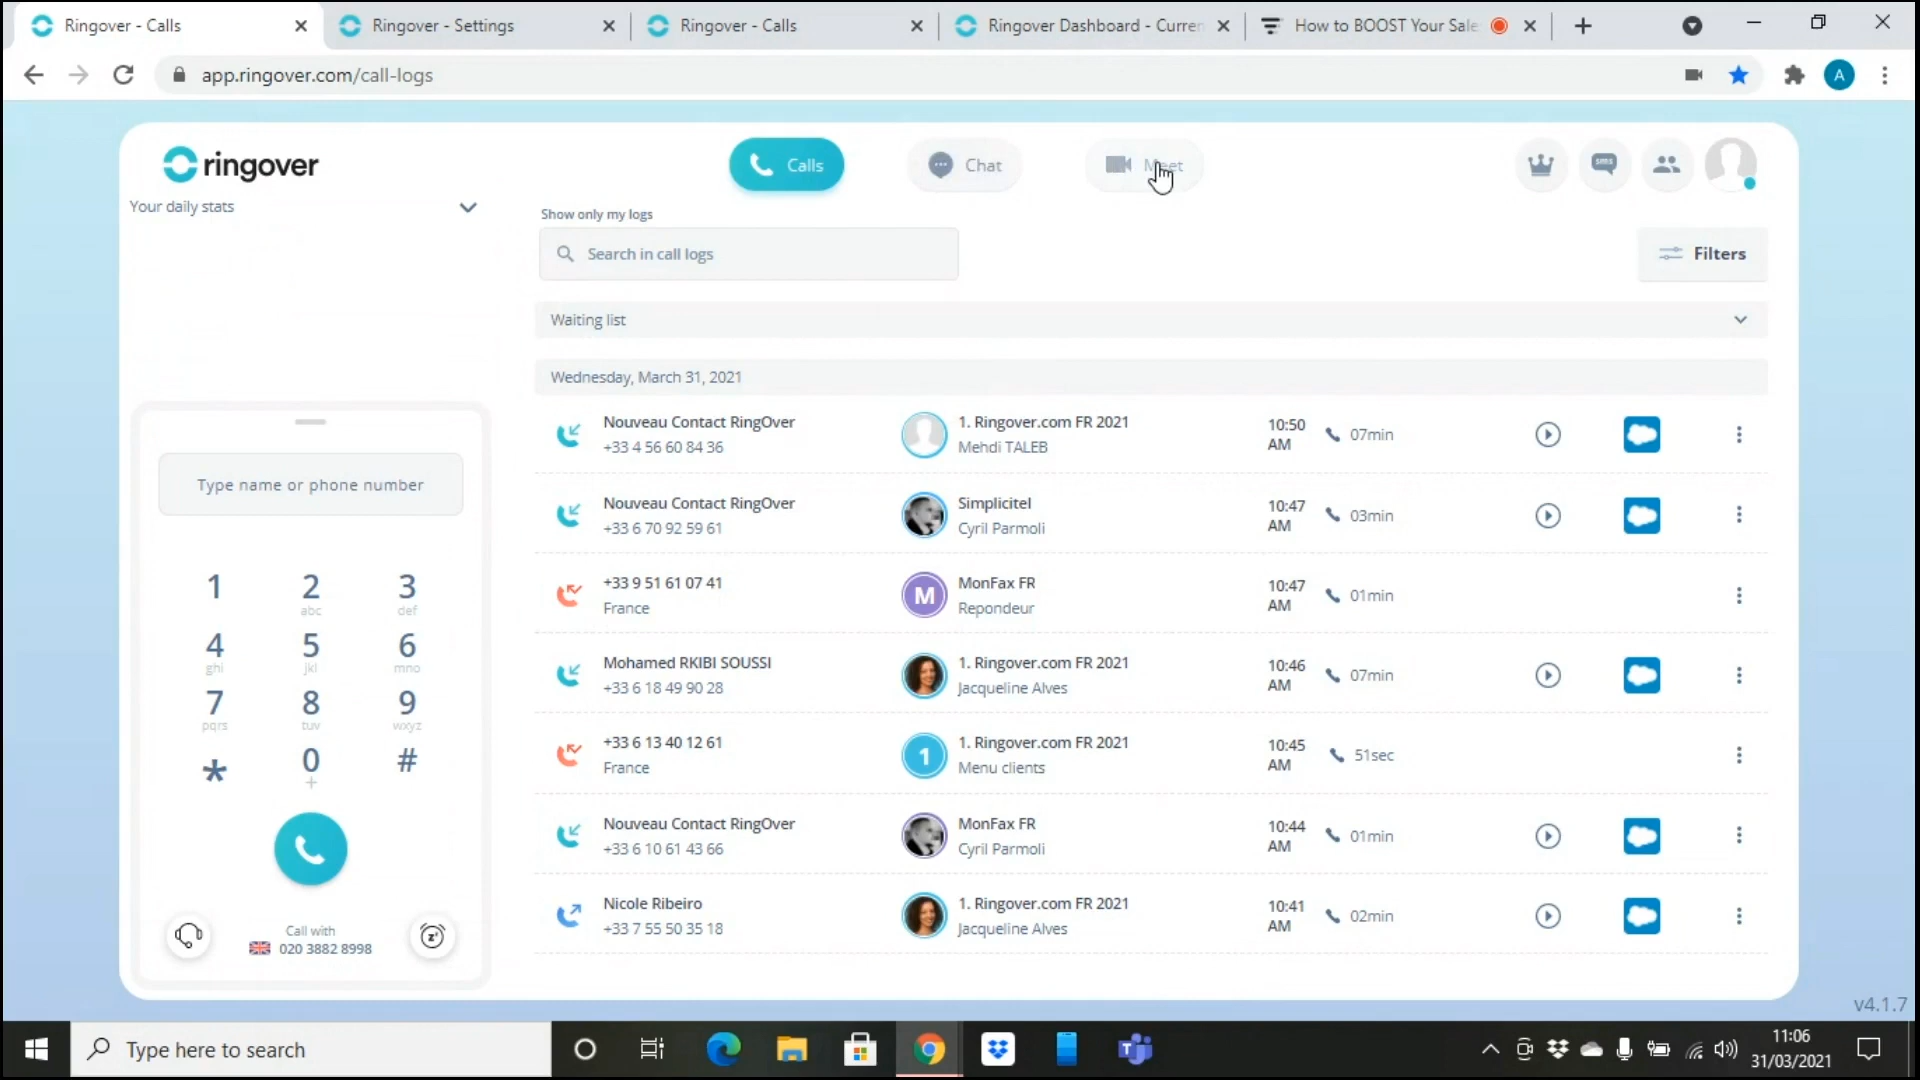 Ringover - Calls
Ringover - Settings
Ringover - Calls
Ringover Dashboard - Curren
How to BOOST Your Sale
app.ringover.com/call-logs
A
ringover
Calls
Chat
Meet
sms
Your daily stats
Show only my logs
Search in call logs
Filters
Waiting list
Wednesday, March 31, 2021
Nouveau Contact RingOver
+33 4 56 60 84 36
1. Ringover.com FR 2021
Mehdi TALEB
10:50
AM
07min
Nouveau Contact RingOver
+33 6 70 92 59 61
Simplicitel
Cyril Parmoli
10:47
AM
03min
+33 9 51 61 07 41
France
M
MonFax FR
Repondeur
10:47
AM
01min
Mohamed RKIBI SOUSSI
+33 6 18 49 90 28
1. Ringover.com FR 2021
Jacqueline Alves
10:46
AM
07min
+33 6 13 40 12 61
France
1
1. Ringover.com FR 2021
Menu clients
10:45
AM
51sec
Nouveau Contact RingOver
+33 6 10 61 43 66
MonFax FR
Cyril Parmoli
10:44
AM
01min
Nicole Ribeiro
+33 7 55 50 35 18
1. Ringover.com FR 2021
Jacqueline Alves
10:41
AM
02min
Type name or phone number
1 2 3
abc def
4 5 6
ghi jkl mno
7 8 9
pqrs tuv wxyz
* 0 #
+
Call with
020 3882 8998
v4.1.7
Type here to search
11:06
31/03/2021